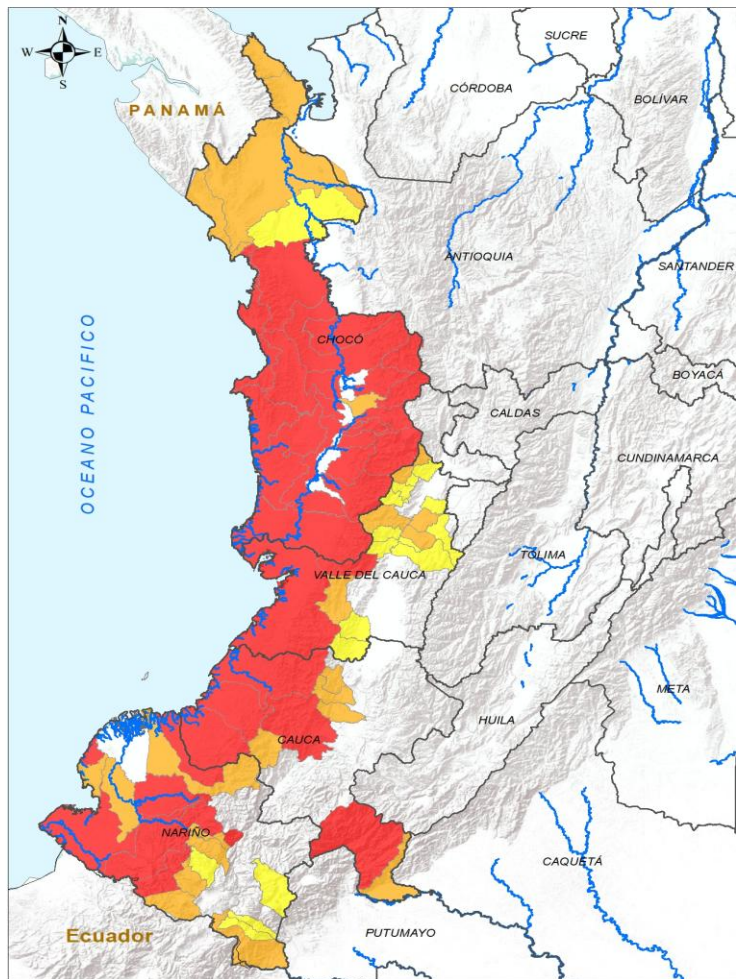 SUCRE
N
W E
S
CÓRDOBA
BOLÍVAR
PANAMÁ
ANTIOQUIA
SANTANDER
CHOCÓ
BOYACÁ
CALDAS
OCEANO PACIFICO
CUNDINAMARCA
TOLIMA
VALLE DEL CAUCA
META
HUILA
CAUCA
NARIÑO
CAQUETÁ
Ecuador
PUTUMAYO